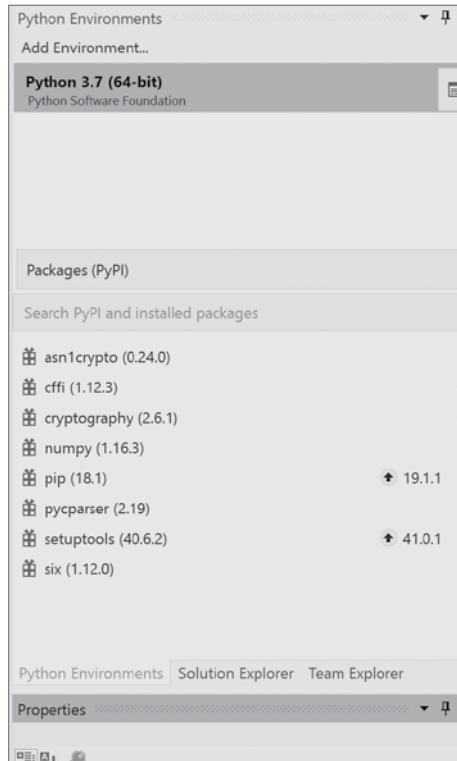 Python Environments
Add Environment...
Python 3.7 (64-bit)
Python Software Foundation
Packages (PyPI)
Search PyPI and installed packages
asn1crypto (0.24.0)
cffi (1.12.3)
cryptography (2.6.1)
numpy (1.16.3)
pip (18.1) 19.1.1
pycparser (2.19)
setuptools (40.6.2) 41.0.1
six (1.12.0)
Python Environments Solution Explorer Team Explorer
Properties